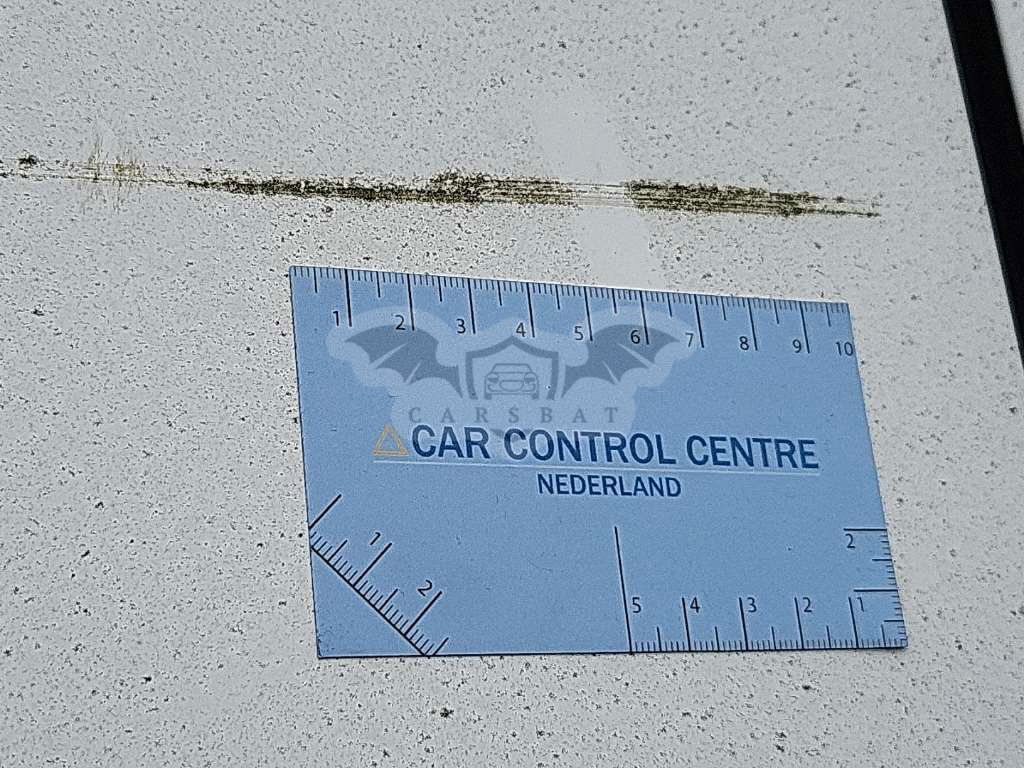 1 2 3 4 5 6 7 8 9 10
CARSBAT
CAR CONTROL CENTRE
NEDERLAND
1 2
2
5 4 3 2 1